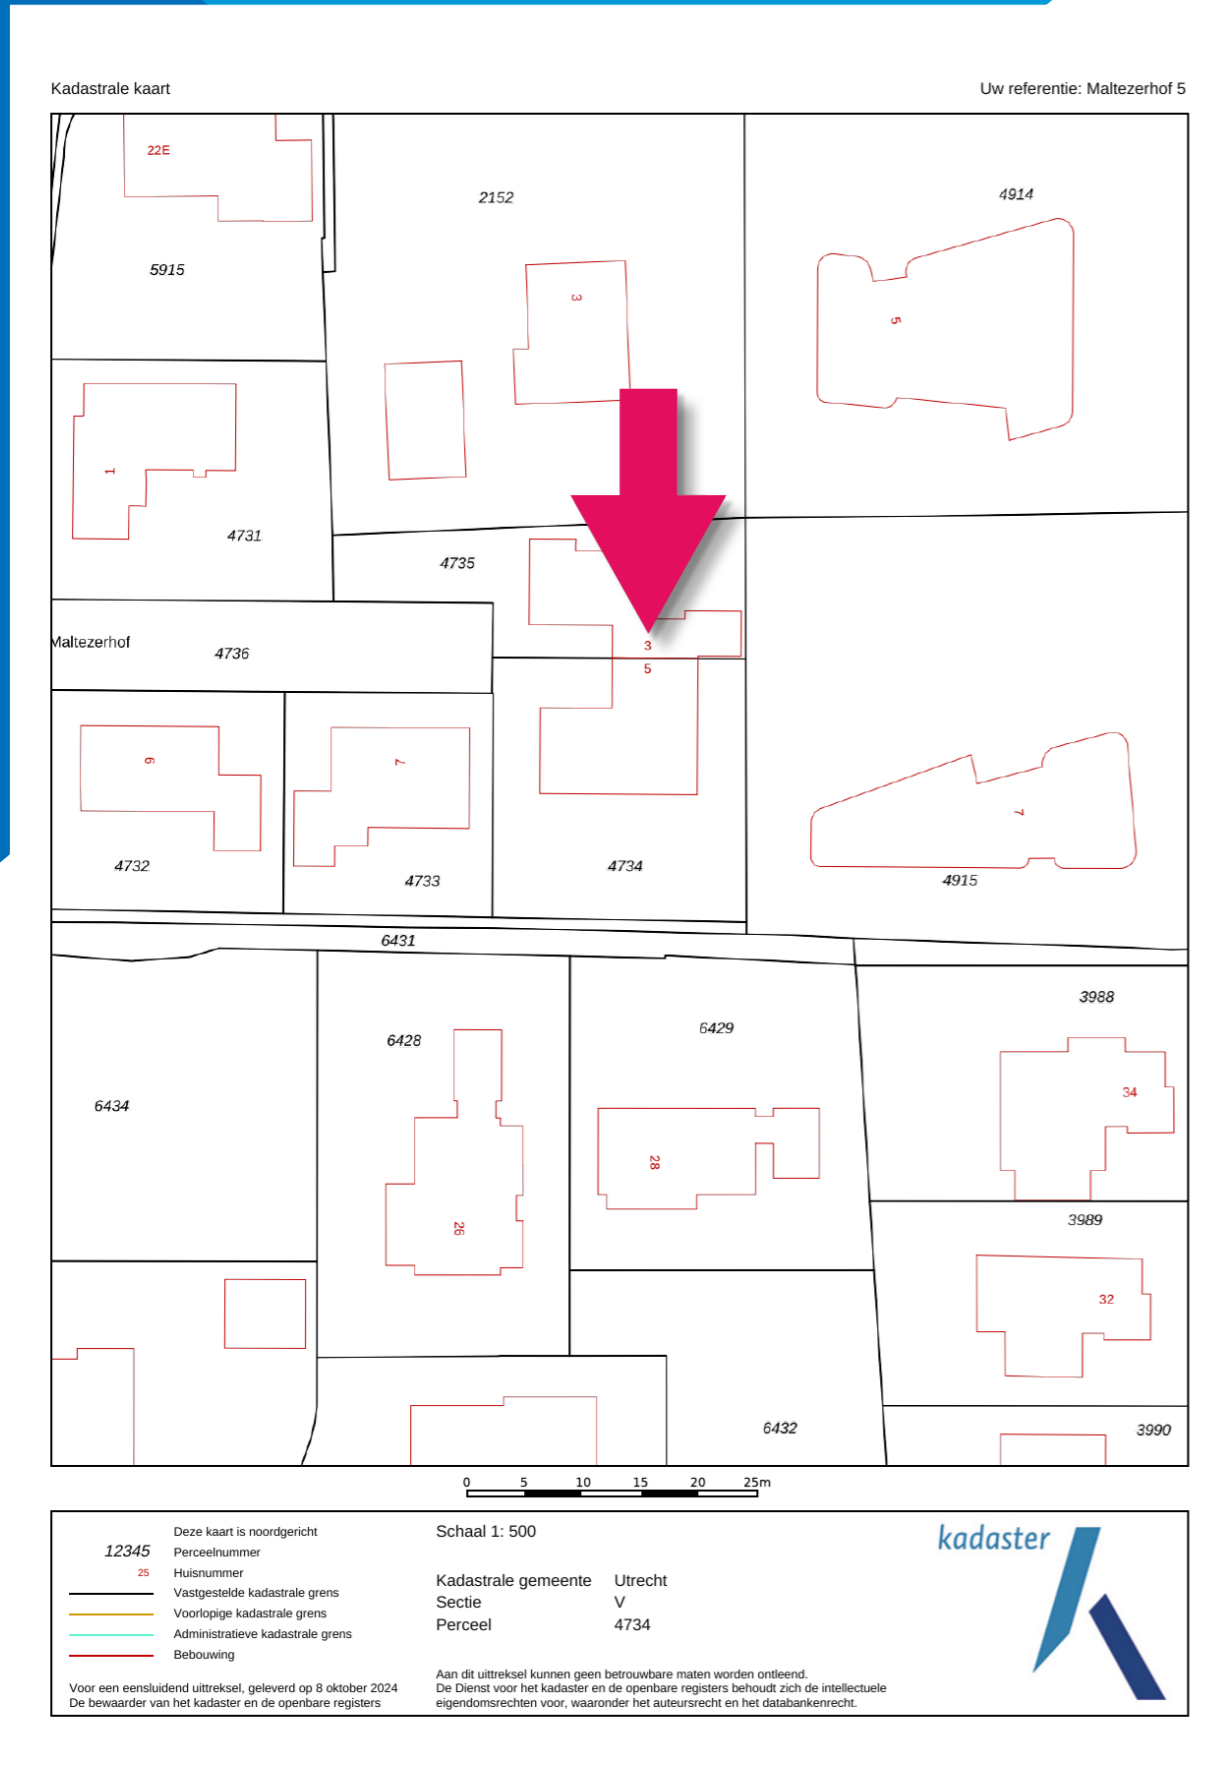 Kadastrale kaart
Uw referentie: Maltezerhof 5
22E
2152
4914
5915
3
5
1
4731
4735
Maltezerhof
4736
3
5
9
7
7
4732
4733
4734
4915
6431
3988
6428
6429
6434
34
28
26
3989
32
6432
3990
0 5 10 15 20 25m
Deze kaart is noordgericht
12345 Perceelnummer
25 Huisnummer
Vastgestelde kadastrale grens
Voorlopige kadastrale grens
Administratieve kadastrale grens
Bebouwing
Voor een eensluidend uittreksel, geleverd op 8 oktober 2024
De bewaarder van het kadaster en de openbare registers
Schaal 1: 500
Kadastrale gemeente Utrecht
Sectie V
Perceel 4734
Aan dit uittreksel kunnen geen betrouwbare maten worden ontleend.
De Dienst voor het kadaster en de openbare registers behoudt zich de intellectuele
eigendomsrechten voor, waaronder het auteursrecht en het databankenrecht.
kadaster